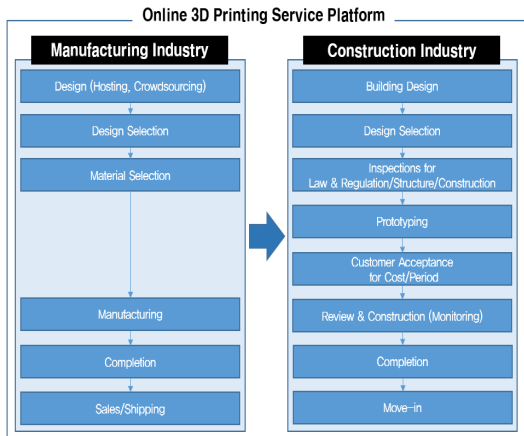 Online 3D Printing Service Platform
Manufacturing Industry
Design (Hosting, Crowdsourcing)
Design Selection
Material Selection
Manufacturing
Completion
Sales/Shipping
Construction Industry
Building Design
Design Selection
Inspections for
Law & Regulation/Structure/Construction
Prototyping
Customer Acceptance
for Cost/Period
Review & Construction (Monitoring)
Completion
Move-in